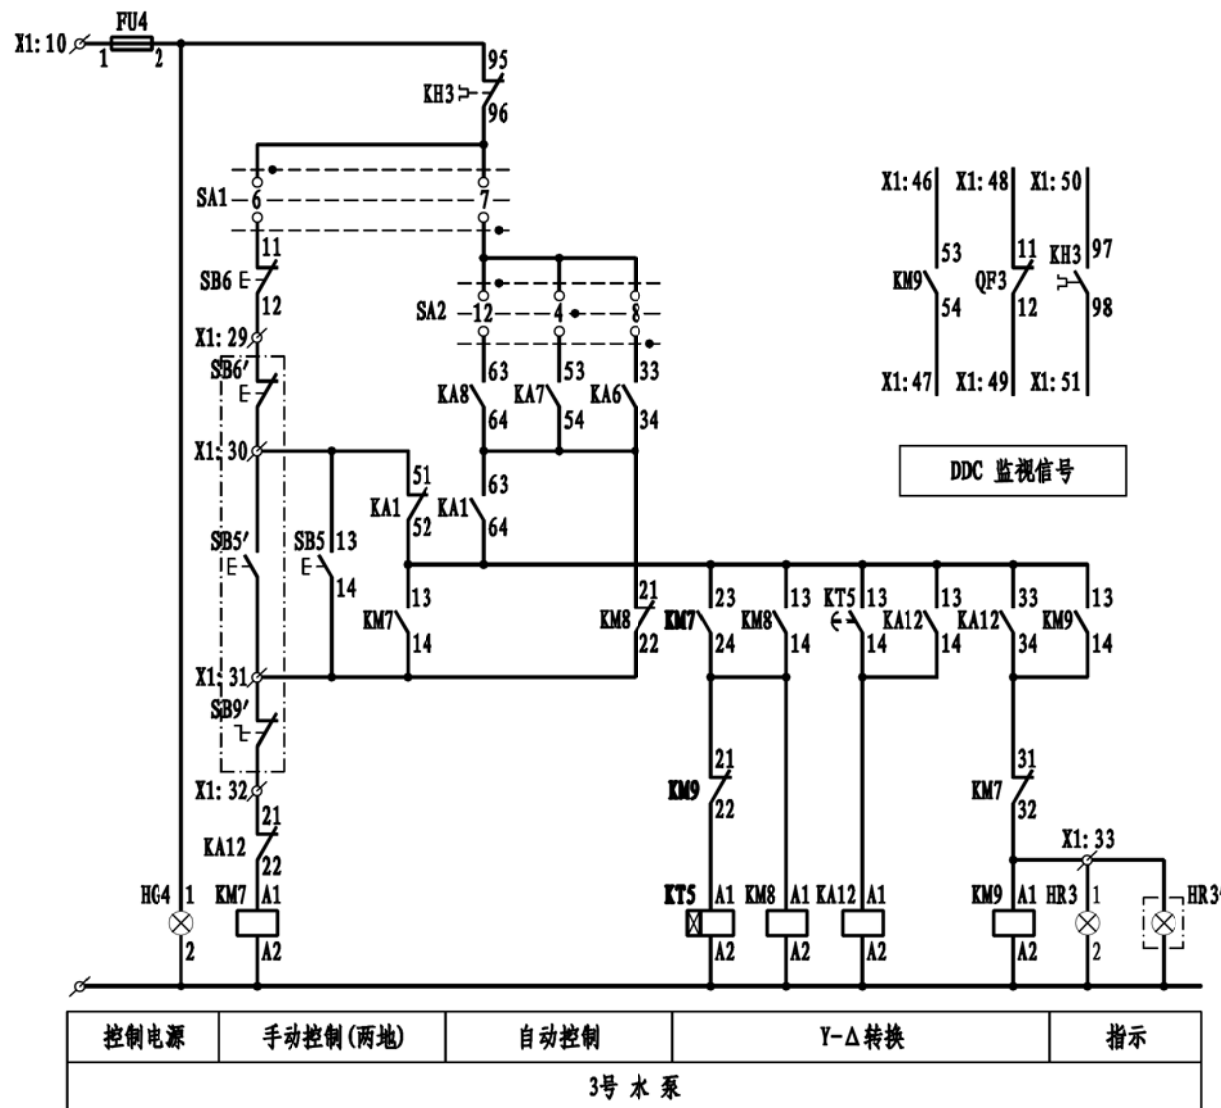 FU4
X1:10
1 2
95
KH3
96
SA1 6 7
11
SB6
12
X1:29
SB6′
SA2 12 4 8
63 53 33
KA8 KA7 KA6
64 54 34
X1:30
51 63
KA1 KA1
52 64
SB5′ SB5 13
14
13
KM7
14
21
KM8
22
23 13 KT5 13 13 33 13
KM7 KM8 KA12 KA12 KM9
24 14 14 14 34 14
X1:31
SB9′
X1:32
21
KA12
22
21
KM9
22
31
KM7
32
X1:33
HG4 1 KM7 A1 KT5 A1 KM8 A1 KA12 A1 KM9 A1 HR3 1
2 A2 A2 A2 A2 A2 2
X1:46 X1:48 X1:50
53 11 KH3 97
KM9 QF3
54 12 98
X1:47 X1:49 X1:51
DDC 监视信号
控制电源 手动控制(两地) 自动控制 Y-Δ转换 指示
3号 水 泵